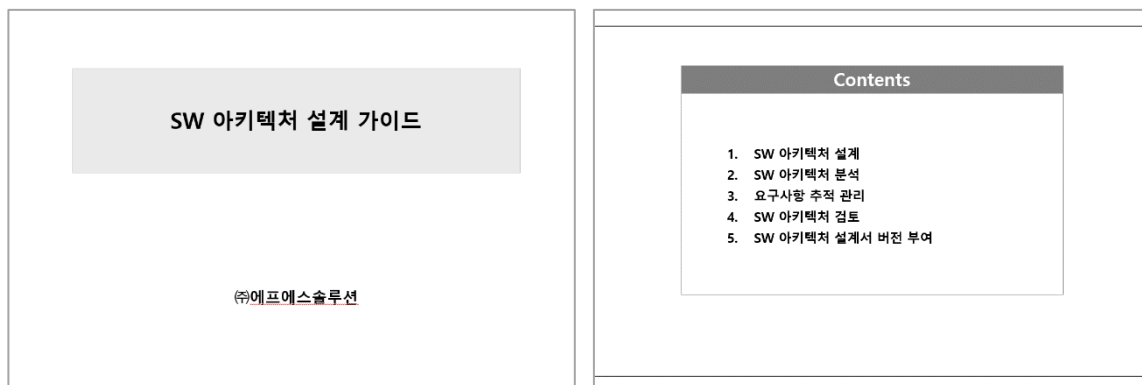 SW 아키텍처 설계 가이드
㈜에프에스솔루션
Contents
1. SW 아키텍처 설계
2. SW 아키텍처 분석
3. 요구사항 추적 관리
4. SW 아키텍처 검토
5. SW 아키텍처 설계서 버전 부여